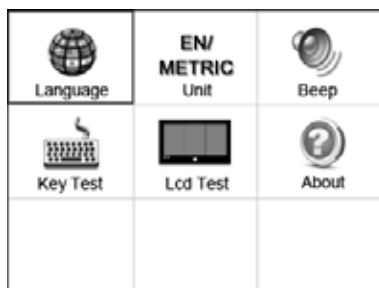 EN/
METRIC
Language
Unit
Beep
Key Test
Lcd Test
About